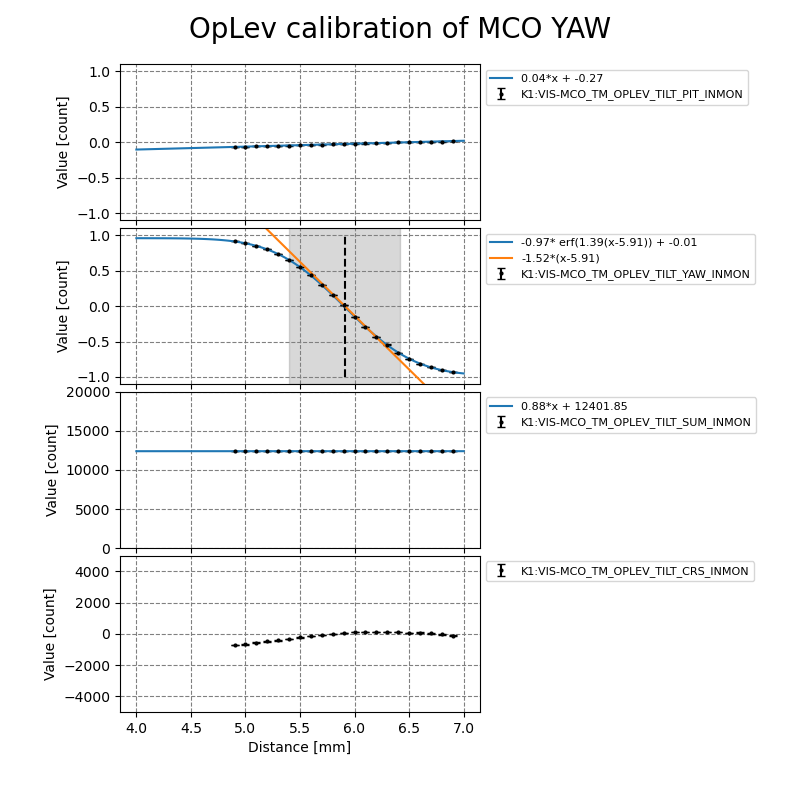 OpLev calibration of MCO YAW
1.0
0.5
0.0
−0.5
−1.0
Value [count]
0.04*x + -0.27
K1:VIS-MCO_TM_OPLEV_TILT_PIT_INMON
1.0
0.5
0.0
−0.5
−1.0
Value [count]
-0.97* erf(1.39(x-5.91)) + -0.01
-1.52*(x-5.91)
K1:VIS-MCO_TM_OPLEV_TILT_YAW_INMON
20000
15000
10000
5000
0
Value [count]
0.88*x + 12401.85
K1:VIS-MCO_TM_OPLEV_TILT_SUM_INMON
4000
2000
0
−2000
−4000
Value [count]
K1:VIS-MCO_TM_OPLEV_TILT_CRS_INMON
4.0 4.5 5.0 5.5 6.0 6.5 7.0
Distance [mm]